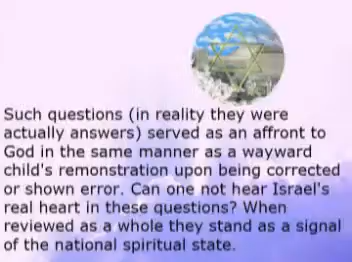 Such questions (in reality they were
actually answers) served as an affront to
God in the same manner as a wayward
child's remonstration upon being corrected
or shown error. Can one not hear Israel's
real heart in these questions? When
reviewed as a whole they stand as a signal
of the national spiritual state.